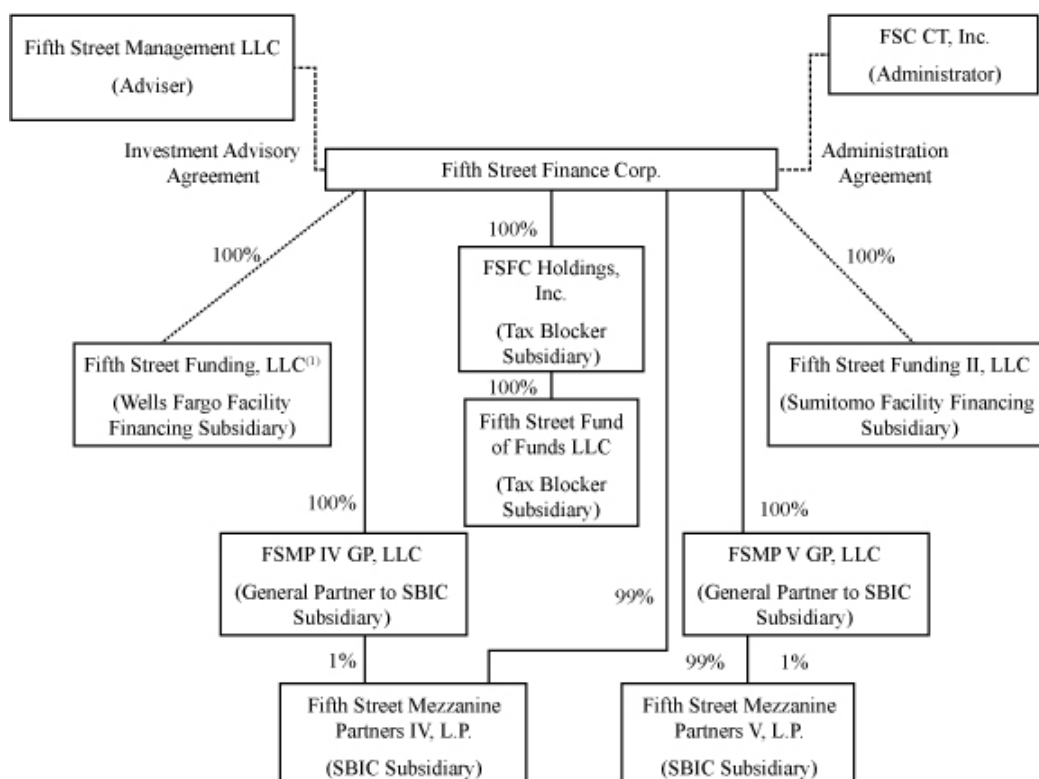 Fifth Street Management LLC
(Adviser)
FSC CT, Inc.
(Administrator)
Investment Advisory
Agreement
Fifth Street Finance Corp.
Administration
Agreement
100%
100%
100%
FSFC Holdings,
Inc.
(Tax Blocker
Subsidiary)
Fifth Street Funding, LLC(1)
(Wells Fargo Facility
Financing Subsidiary)
Fifth Street Funding II, LLC
(Sumitomo Facility Financing
Subsidiary)
100%
Fifth Street Fund
of Funds LLC
(Tax Blocker
Subsidiary)
100%
100%
FSMP IV GP, LLC
(General Partner to SBIC
Subsidiary)
99%
FSMP V GP, LLC
(General Partner to SBIC
Subsidiary)
1%
99%
1%
Fifth Street Mezzanine
Partners IV, L.P.
(SBIC Subsidiary)
Fifth Street Mezzanine
Partners V, L.P.
(SBIC Subsidiary)